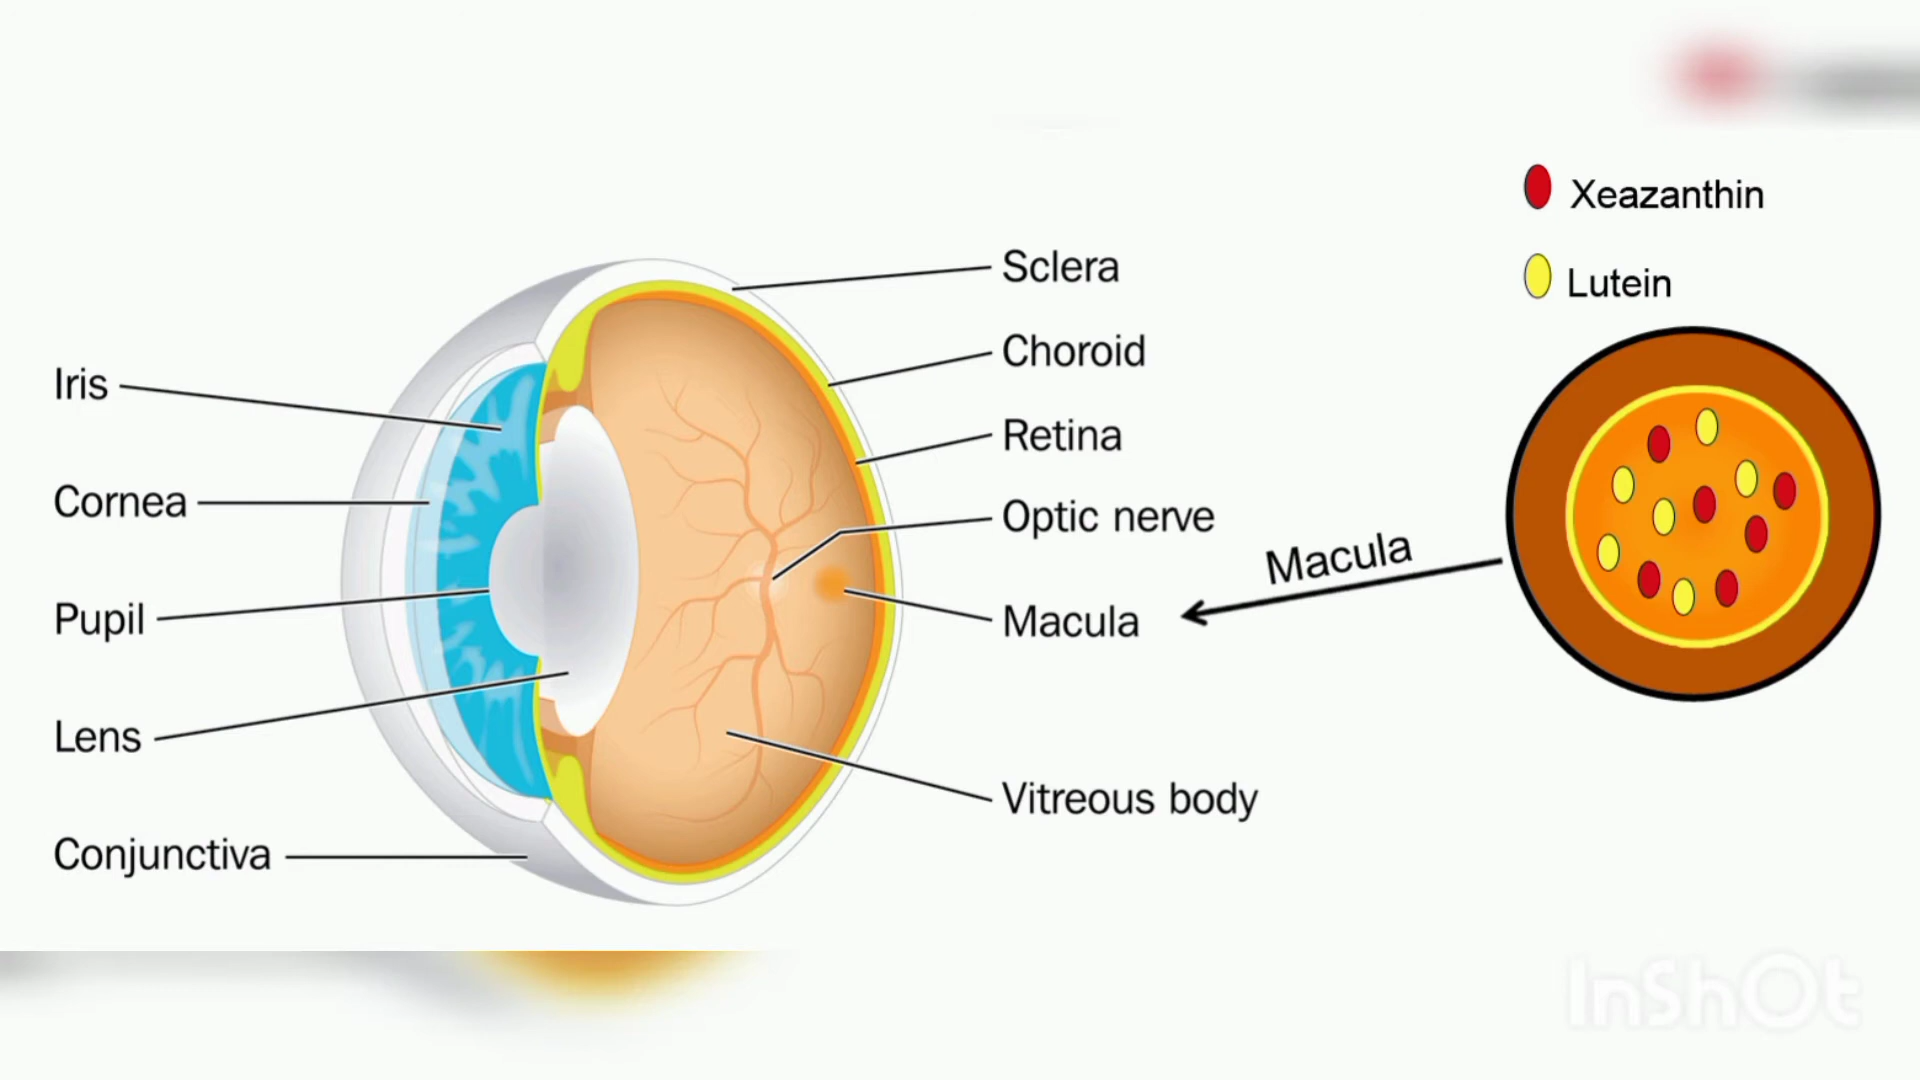 Xeazanthin
Lutein
Sclera
Choroid
Iris
Retina
Cornea
Optic nerve
Macula
Pupil
Macula
Lens
Vitreous body
Conjunctiva
InShOt